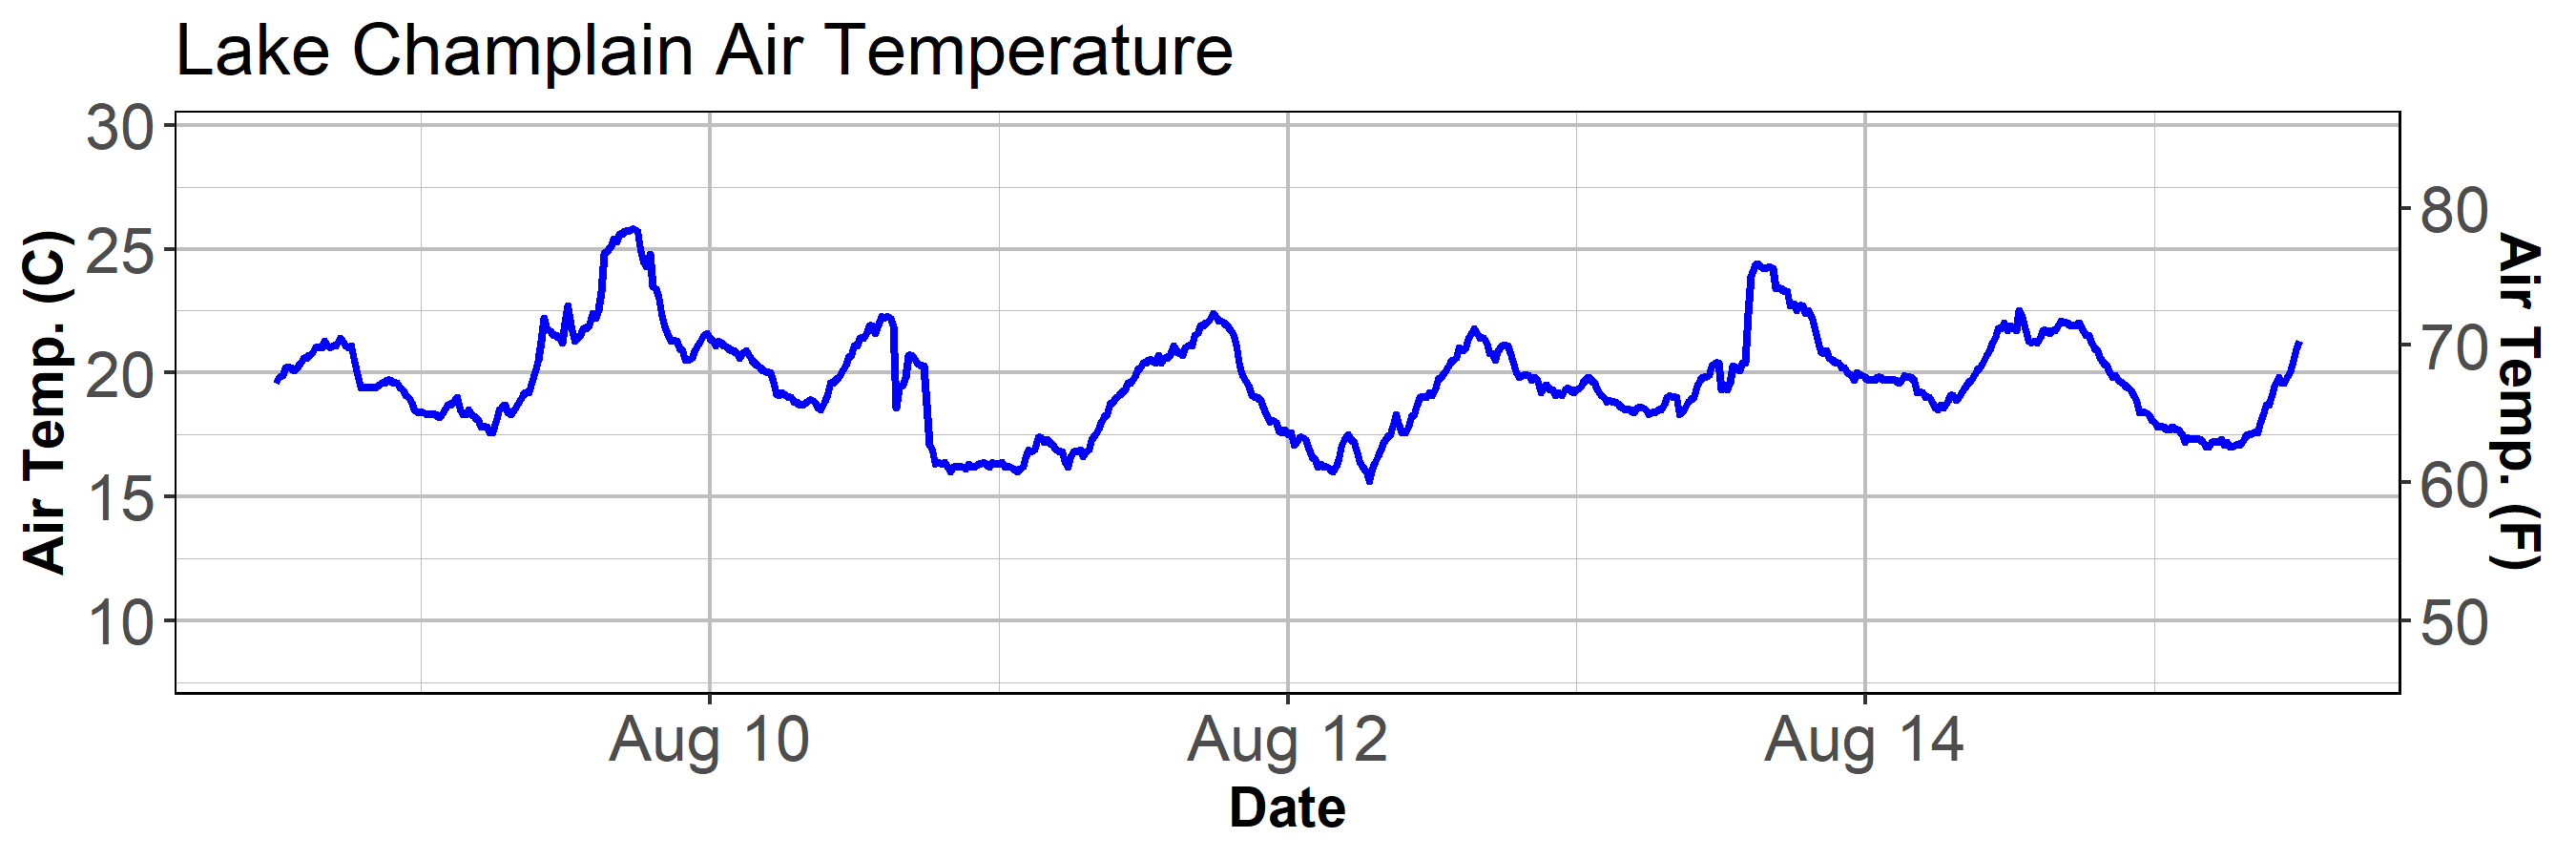 Lake Champlain Air Temperature
30
25
20
15
10
Air Temp. (C)
80
70
60
50
Air Temp. (F)
Aug 10 Aug 12 Aug 14
Date